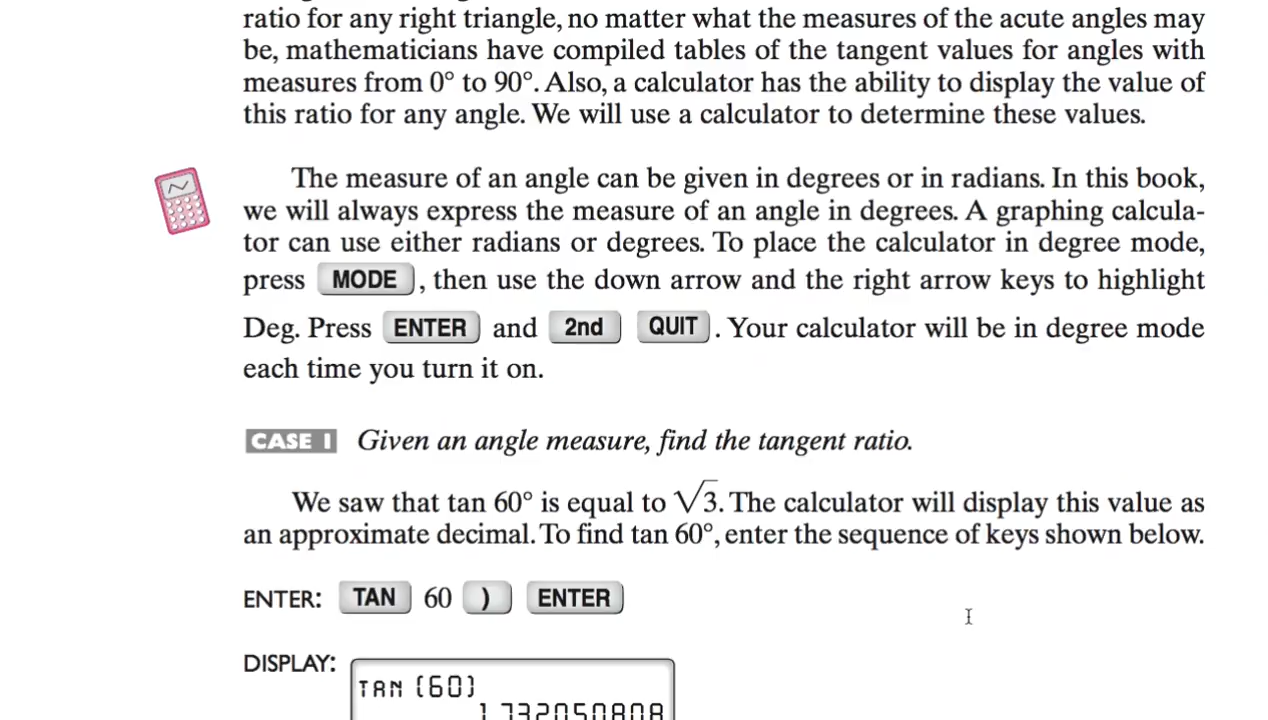 ratio for any right triangle, no matter what the measures of the acute angles may
be, mathematicians have compiled tables of the tangent values for angles with
measures from 0° to 90°. Also, a calculator has the ability to display the value of
this ratio for any angle. We will use a calculator to determine these values.
The measure of an angle can be given in degrees or in radians. In this book,
we will always express the measure of an angle in degrees. A graphing calcula-
tor can use either radians or degrees. To place the calculator in degree mode,
press MODE , then use the down arrow and the right arrow keys to highlight
Deg. Press ENTER and 2nd QUIT . Your calculator will be in degree mode
each time you turn it on.
CASE 1 Given an angle measure, find the tangent ratio.
We saw that tan 60° is equal to √3. The calculator will display this value as
an approximate decimal. To find tan 60°, enter the sequence of keys shown below.
ENTER: TAN 60 ) ENTER
DISPLAY:
TAN (60)
1.732050808